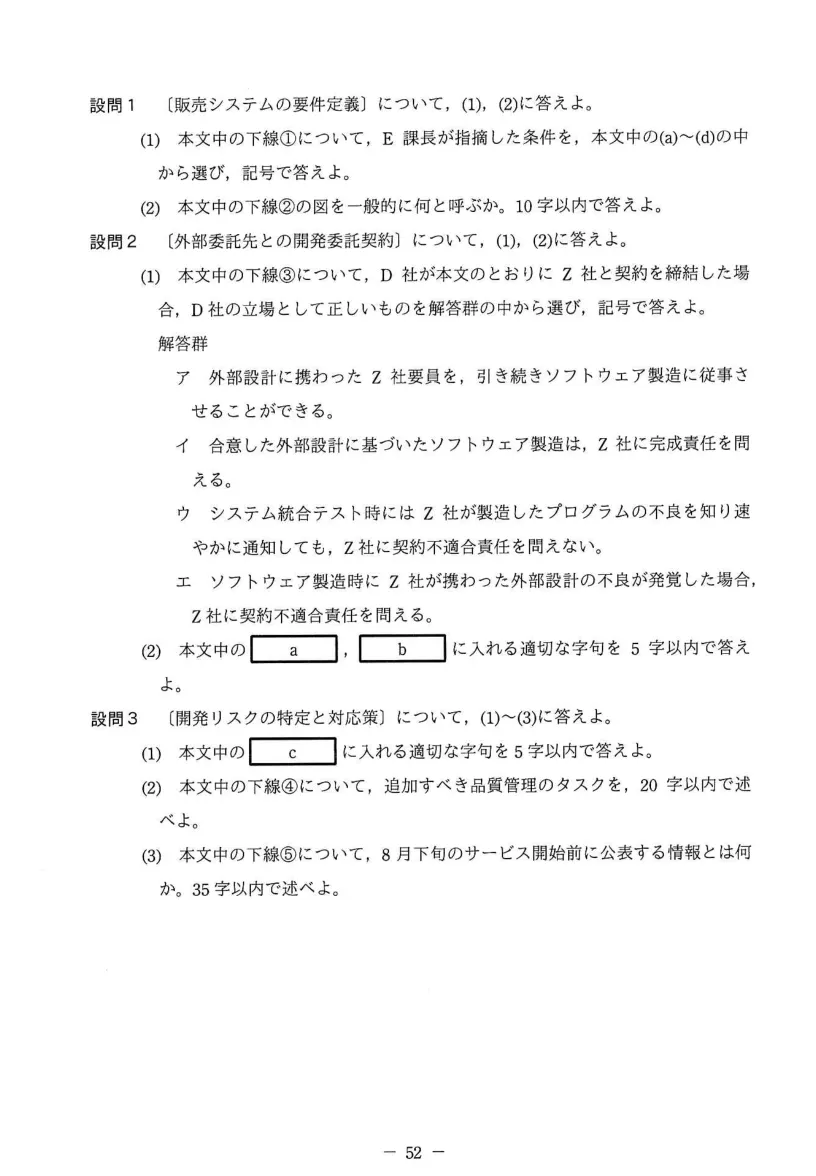 設問1 〔販売システムの要件定義〕について，(1)，(2)に答えよ。
(1) 本文中の下線①について，E 課長が指摘した条件を，本文中の(a)～(d)の中
から選び，記号で答えよ。
(2) 本文中の下線②の図を一般的に何と呼ぶか。10 字以内で答えよ。
設問2 〔外部委託先との開発委託契約〕について，(1)，(2)に答えよ。
(1) 本文中の下線③について，D 社が本文のとおりに Z 社と契約を締結した場
合，D 社の立場として正しいものを解答群の中から選び，記号で答えよ。
解答群
ア 外部設計に携わった Z 社要員を，引き続きソフトウェア製造に従事さ
せることができる。
イ 合意した外部設計に基づいたソフトウェア製造は，Z 社に完成責任を問
える。
ウ システム統合テスト時には Z 社が製造したプログラムの不良を知り速
やかに通知しても，Z 社に契約不適合責任を問えない。
エ ソフトウェア製造時に Z 社が携わった外部設計の不良が発覚した場合，
Z 社に契約不適合責任を問える。
(2) 本文中の a ， b に入れる適切な字句を 5 字以内で答え
よ。
設問3 〔開発リスクの特定と対応策〕について，(1)～(3)に答えよ。
(1) 本文中の c に入れる適切な字句を 5 字以内で答えよ。
(2) 本文中の下線④について，追加すべき品質管理のタスクを，20 字以内で述
べよ。
(3) 本文中の下線⑤について，8 月下旬のサービス開始前に公表する情報とは何
か。35 字以内で述べよ。
－ 52 －